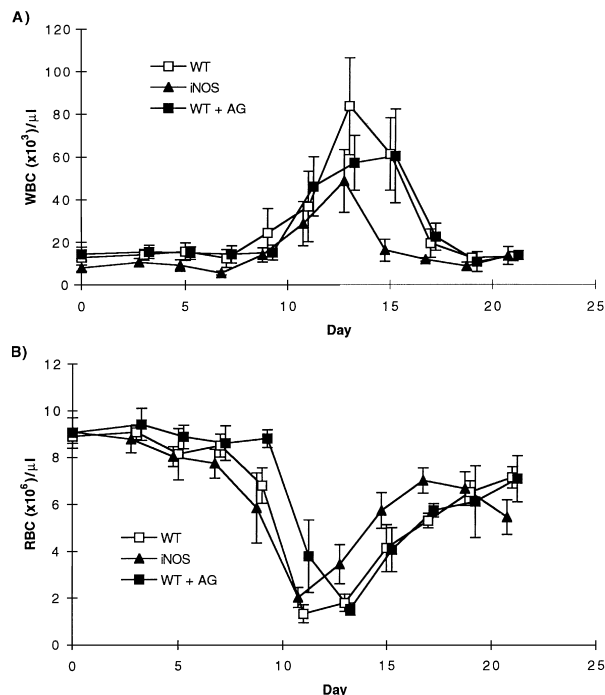 A)
120
100
80
60
40
20
0
WBC (x10³)/µl
WT
iNOS
WT + AG
0 5 10 15 20 25
Day
B)
12
10
8
6
4
2
0
RBC (x10⁶)/µl
WT
iNOS
WT + AG
0 5 10 15 20 25
Day